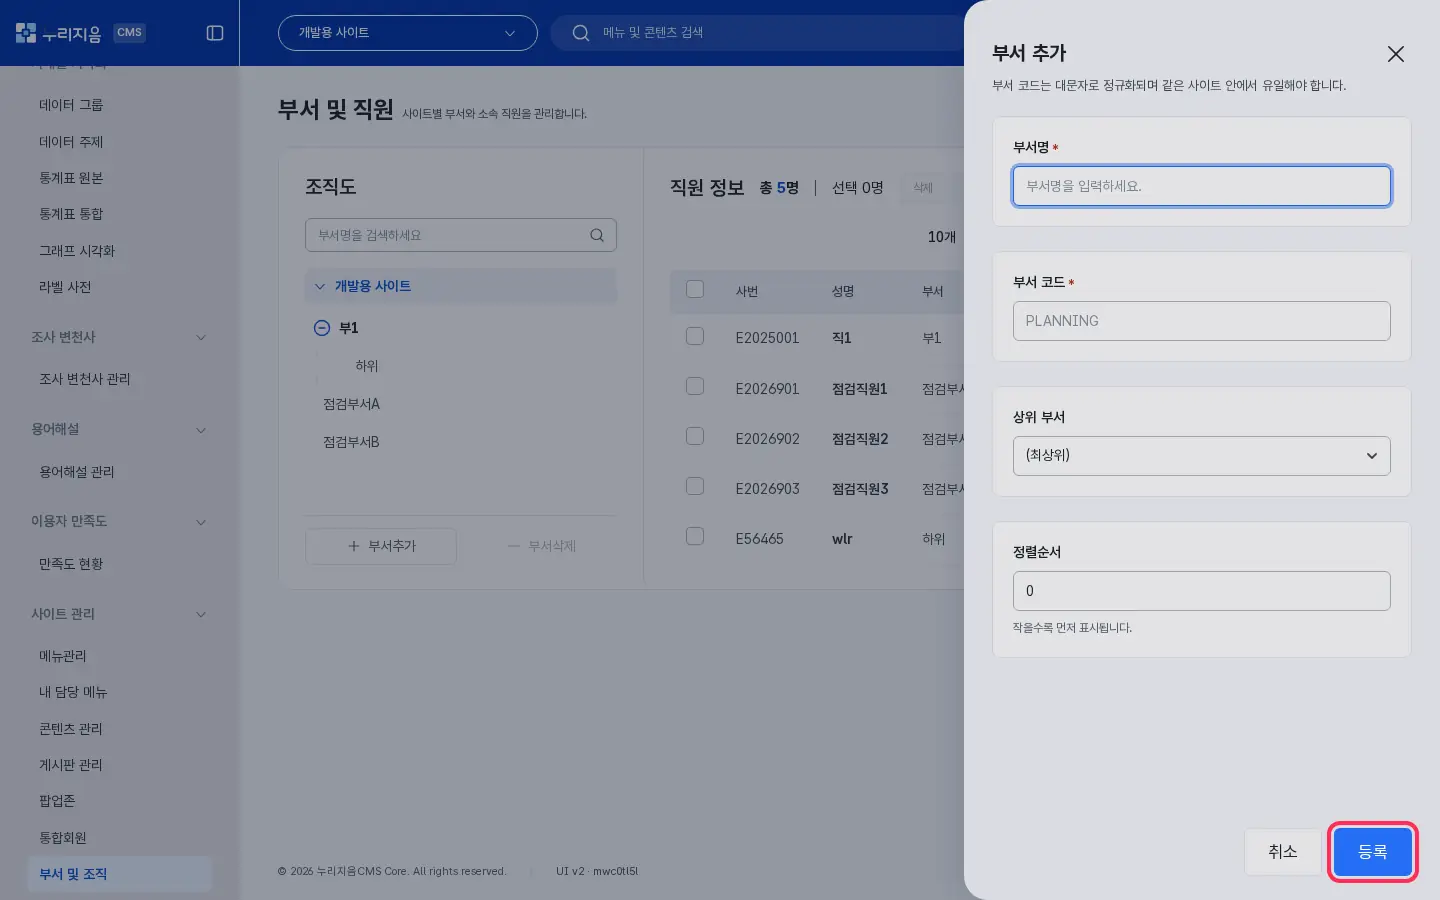 누리지음 CMS
개발용 사이트
메뉴 및 콘텐츠 검색
데이터 그룹
데이터 주제
통계표 원본
통계표 통합
그래프 시각화
라벨 사전
조사 변천사
조사 변천사 관리
용어해설
용어해설 관리
이용자 만족도
만족도 현황
사이트 관리
메뉴관리
내 담당 메뉴
콘텐츠 관리
게시판 관리
팝업존
통합회원
부서 및 조직
부서 및 직원 사이트별 부서와 소속 직원을 관리합니다.
조직도
부서명을 검색하세요
개발용 사이트
부1
하위
점검부서A
점검부서B
부서추가
부서삭제
직원 정보 총 5명 선택 0명 삭제
10개
사번 성명 부서
E2025001 직1 부1
E2026901 점검직원1
E2026902 점검직원2
E2026903 점검직원3
E56465 wlr 하위
© 2026 누리지음CMS Core. All rights reserved. UI v2 · mwc0tl5l
부서 추가
부서 코드는 대문자로 정규화되며 같은 사이트 안에서 유일해야 합니다.
부서명 *
부서명을 입력하세요.
부서 코드 *
PLANNING
상위 부서
(최상위)
정렬순서
0
작을수록 먼저 표시됩니다.
취소
등록